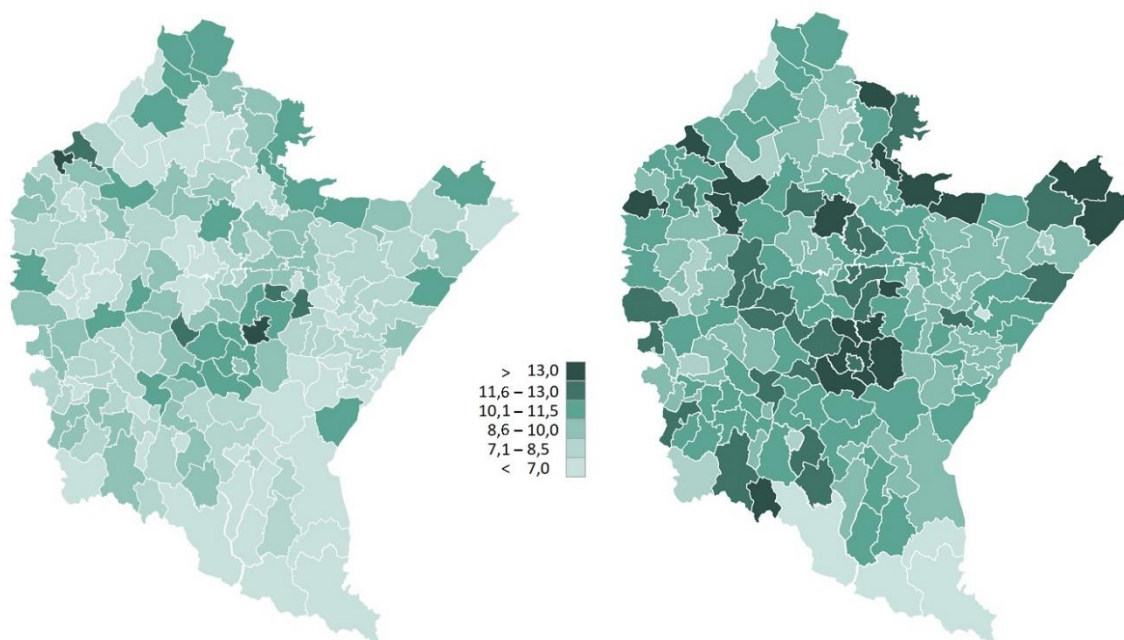 > 13,0
11,6 – 13,0
10,1 – 11,5
8,6 – 10,0
7,1 – 8,5
< 7,0